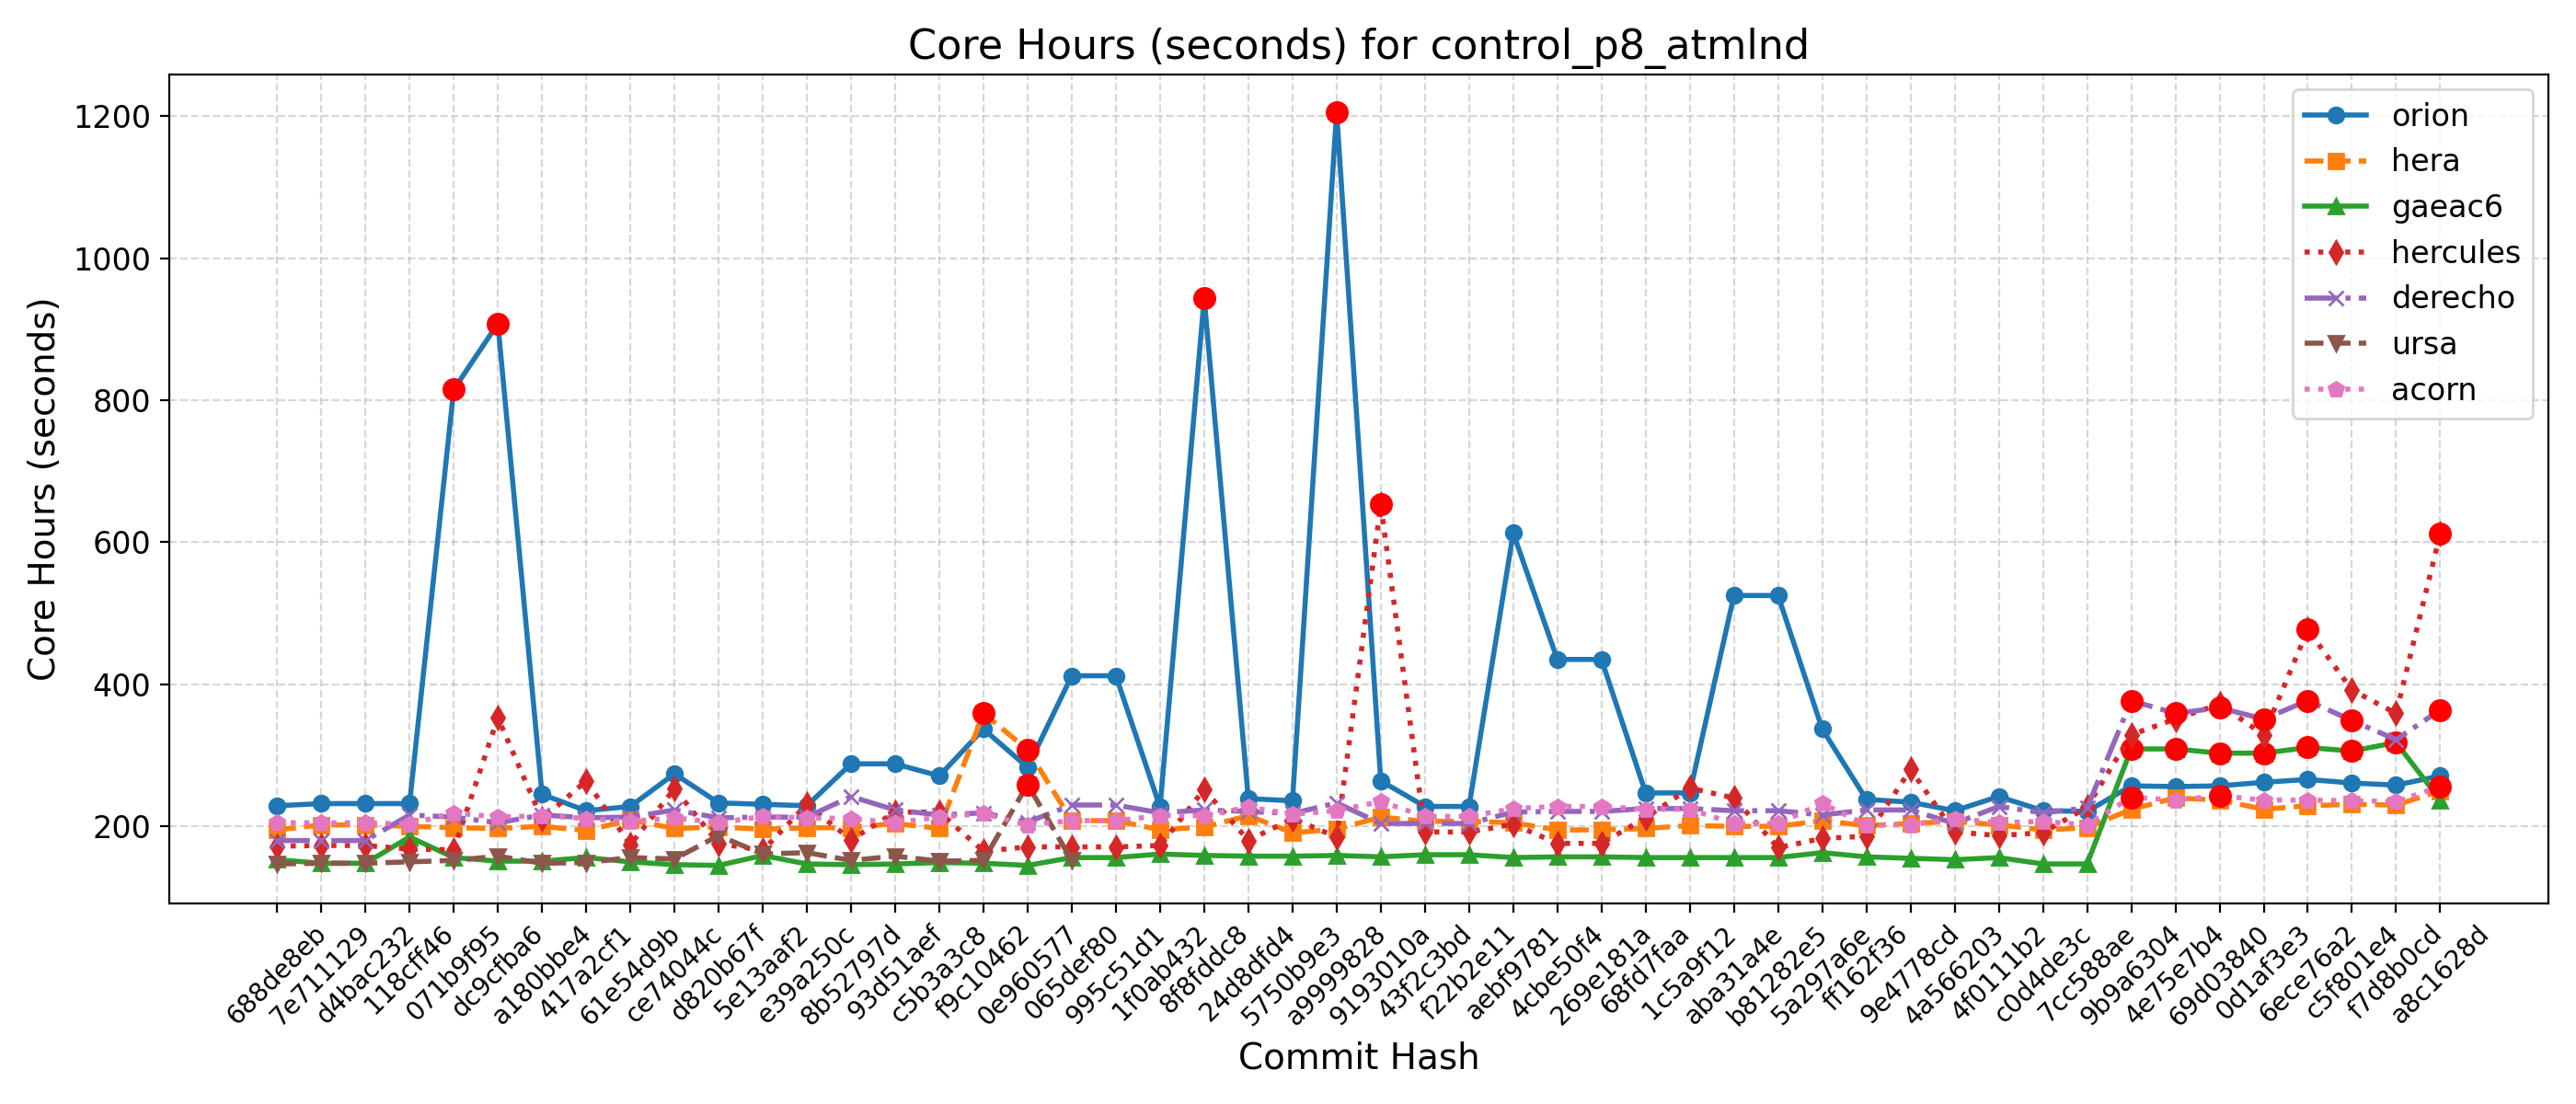 Core Hours (seconds) for control_p8_atmlnd
Core Hours (seconds)
1200
1000
800
600
400
200
orion
hera
gaeac6
hercules
derecho
ursa
acorn
688de8eb
7e711129
d4bac232
118cff46
071b9f95
dc9cfba6
a180bbe4
417a2cf1
61e54d9b
ce74044c
d820b67f
5e13aaf2
e39a250c
8b52797d
93d51aef
c5b3a3c8
f9c10462
0e960577
065def80
995c51d1
1f0ab432
8f8fddc8
24d8dfd4
5750b9e3
a9999828
9193010a
43f2c3bd
f22b2e11
aebf9781
4cbe50f4
269e181a
68fd7faa
1c5a9f12
aba31a4e
b81282e5
5a297a6e
ff162f36
9e4778cd
4a566203
4f0111b2
c0d4de3c
7cc588ae
9b9a6304
4e75e7b4
69d03840
0d1af3e3
6ece76a2
c5f801e4
f7d8b0cd
a8c1628d
Commit Hash